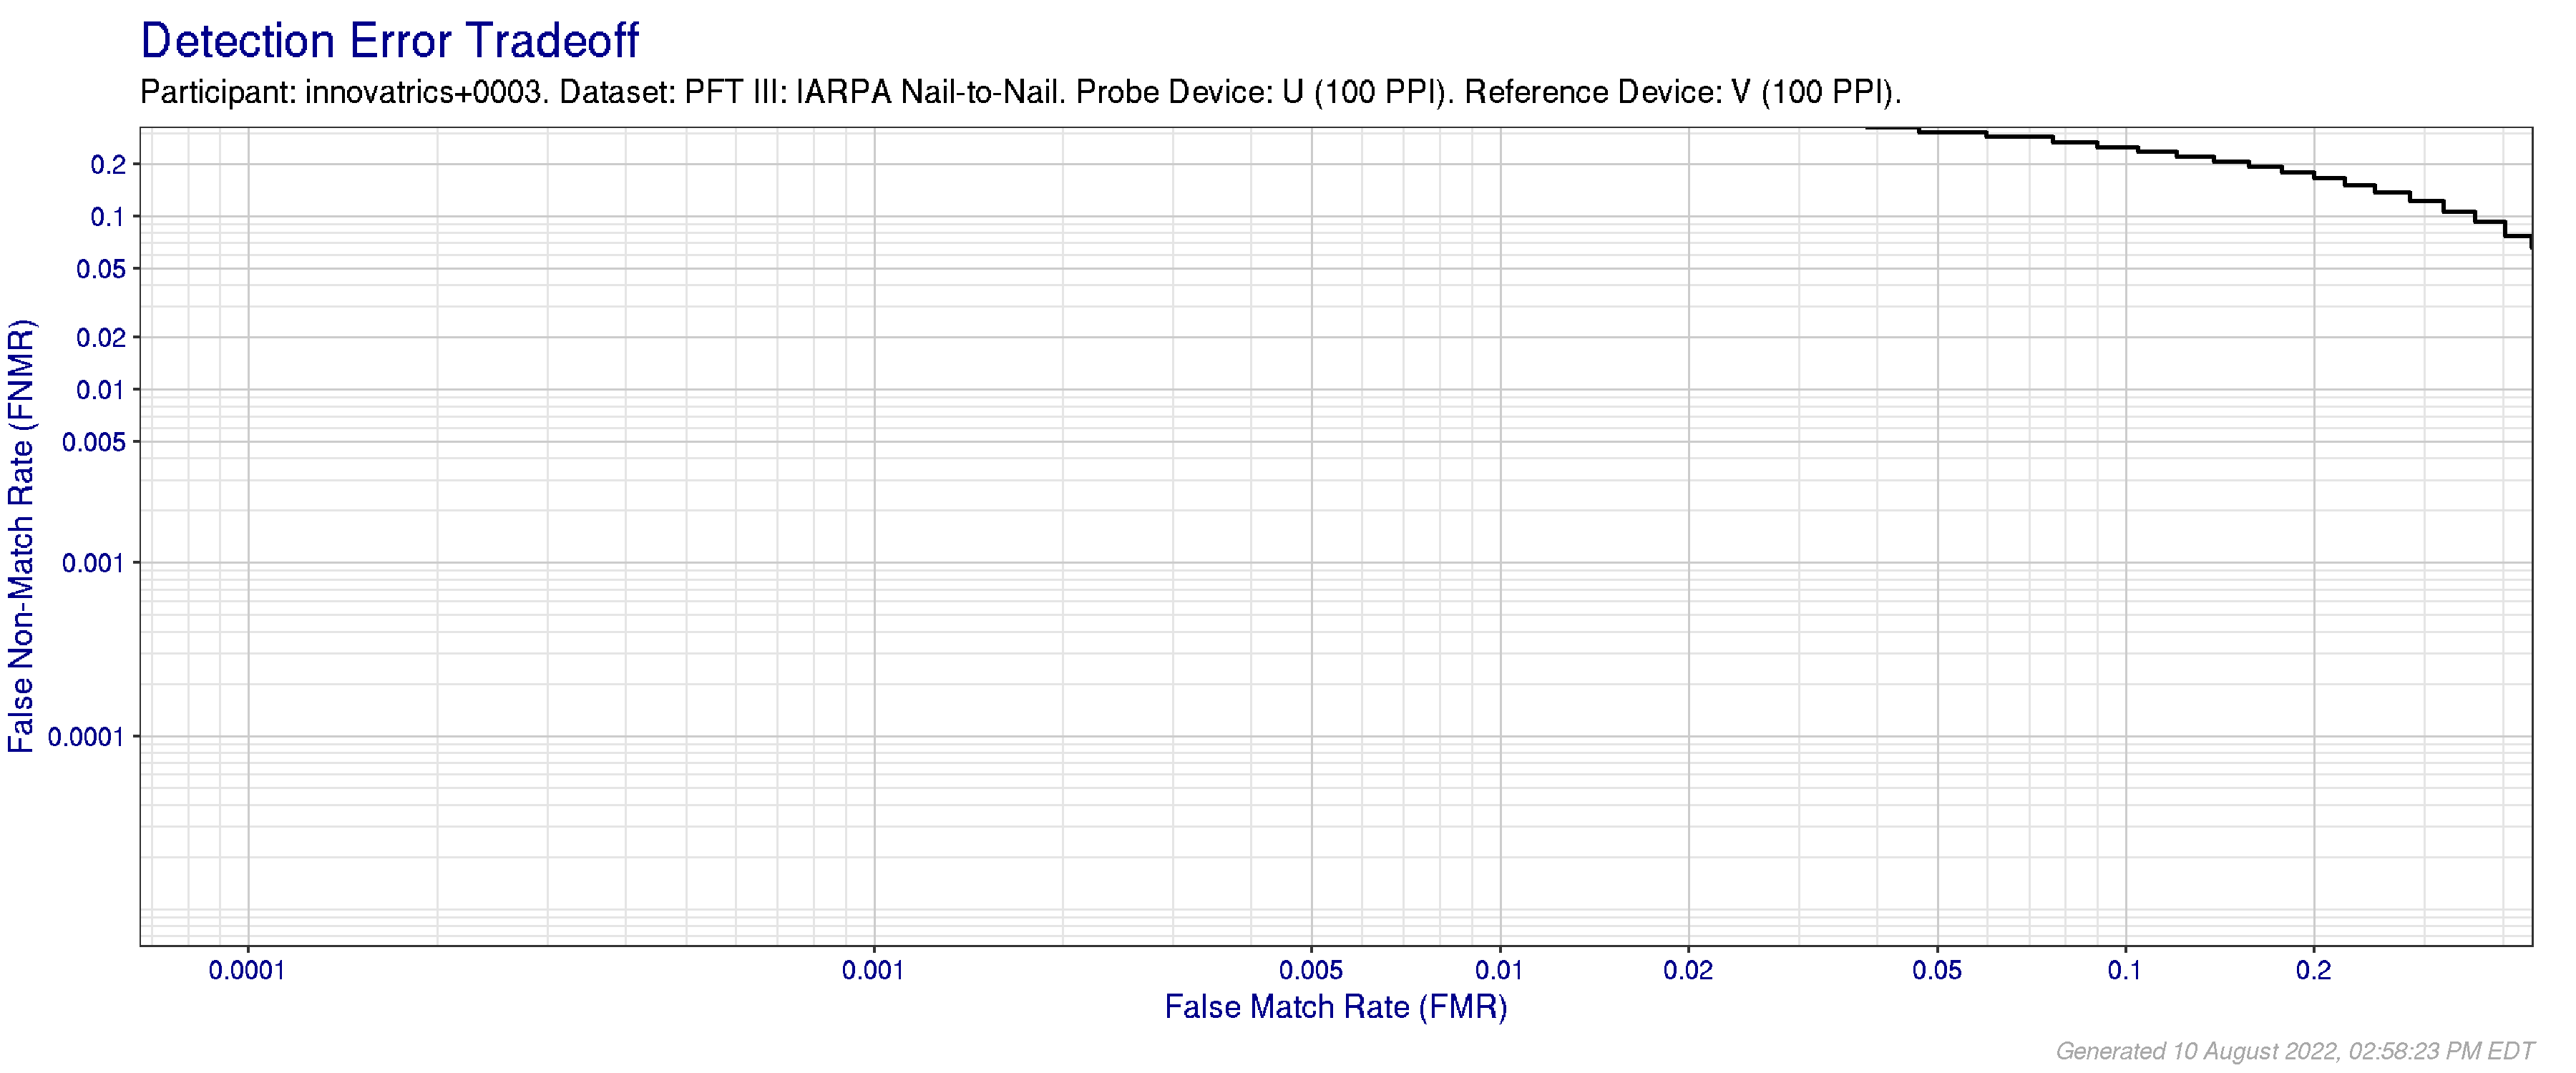 Detection Error Tradeoff
Participant: innovatrics+0003. Dataset: PFT III: IARPA Nail-to-Nail. Probe Device: U (100 PPI). Reference Device: V (100 PPI).
False Non-Match Rate (FNMR)
0.2
0.1
0.05
0.02
0.01
0.005
0.001
0.0001
0.0001 0.001 0.005 0.01 0.02 0.05 0.1 0.2
False Match Rate (FMR)
Generated 10 August 2022, 02:58:23 PM EDT